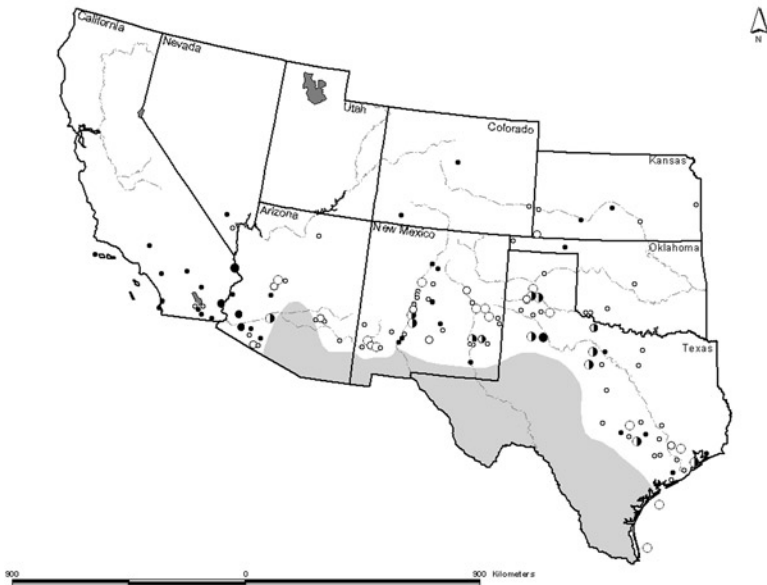 California
Nevada
N
Utah
Colorado
Kansas
Arizona
New Mexico
Oklahoma
Texas
900 0 900 Kilometers